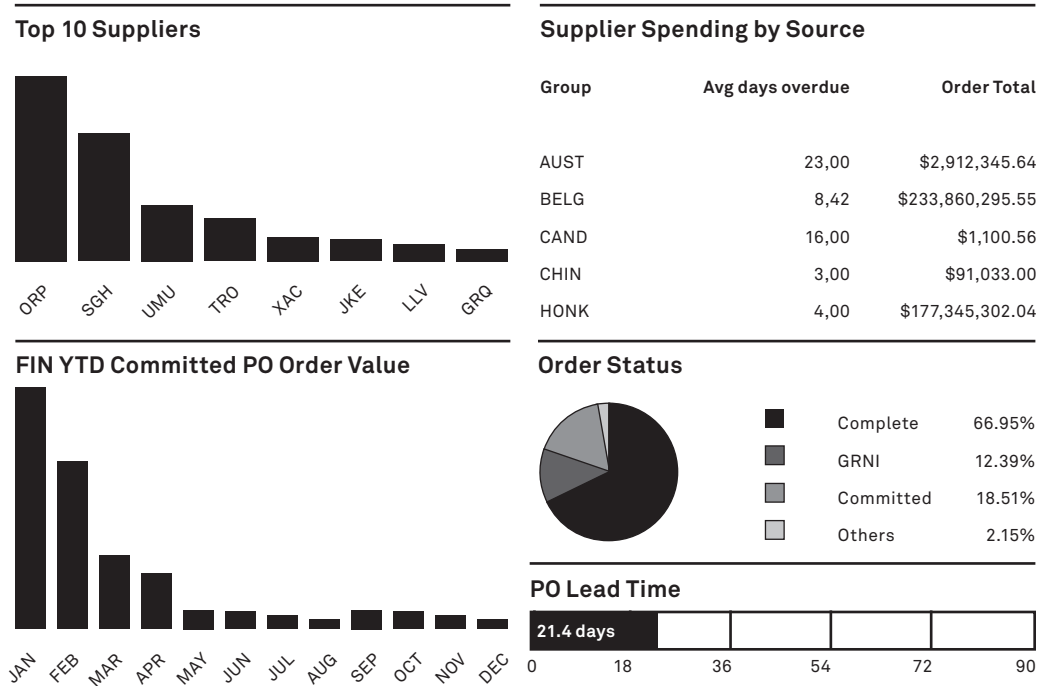 Top 10 Suppliers
ORP SGH UMU TRO XAC JKE LLV GRQ
Supplier Spending by Source
Group Avg days overdue Order Total
AUST 23,00 $2,912,345.64
BELG 8,42 $233,860,295.55
CAND 16,00 $1,100.56
CHIN 3,00 $91,033.00
HONK 4,00 $177,345,302.04
FIN YTD Committed PO Order Value
JAN FEB MAR APR MAY JUN JUL AUG SEP OCT NOV DEC
Order Status
Complete 66.95%
GRNI 12.39%
Committed 18.51%
Others 2.15%
PO Lead Time
21.4 days
0 18 36 54 72 90